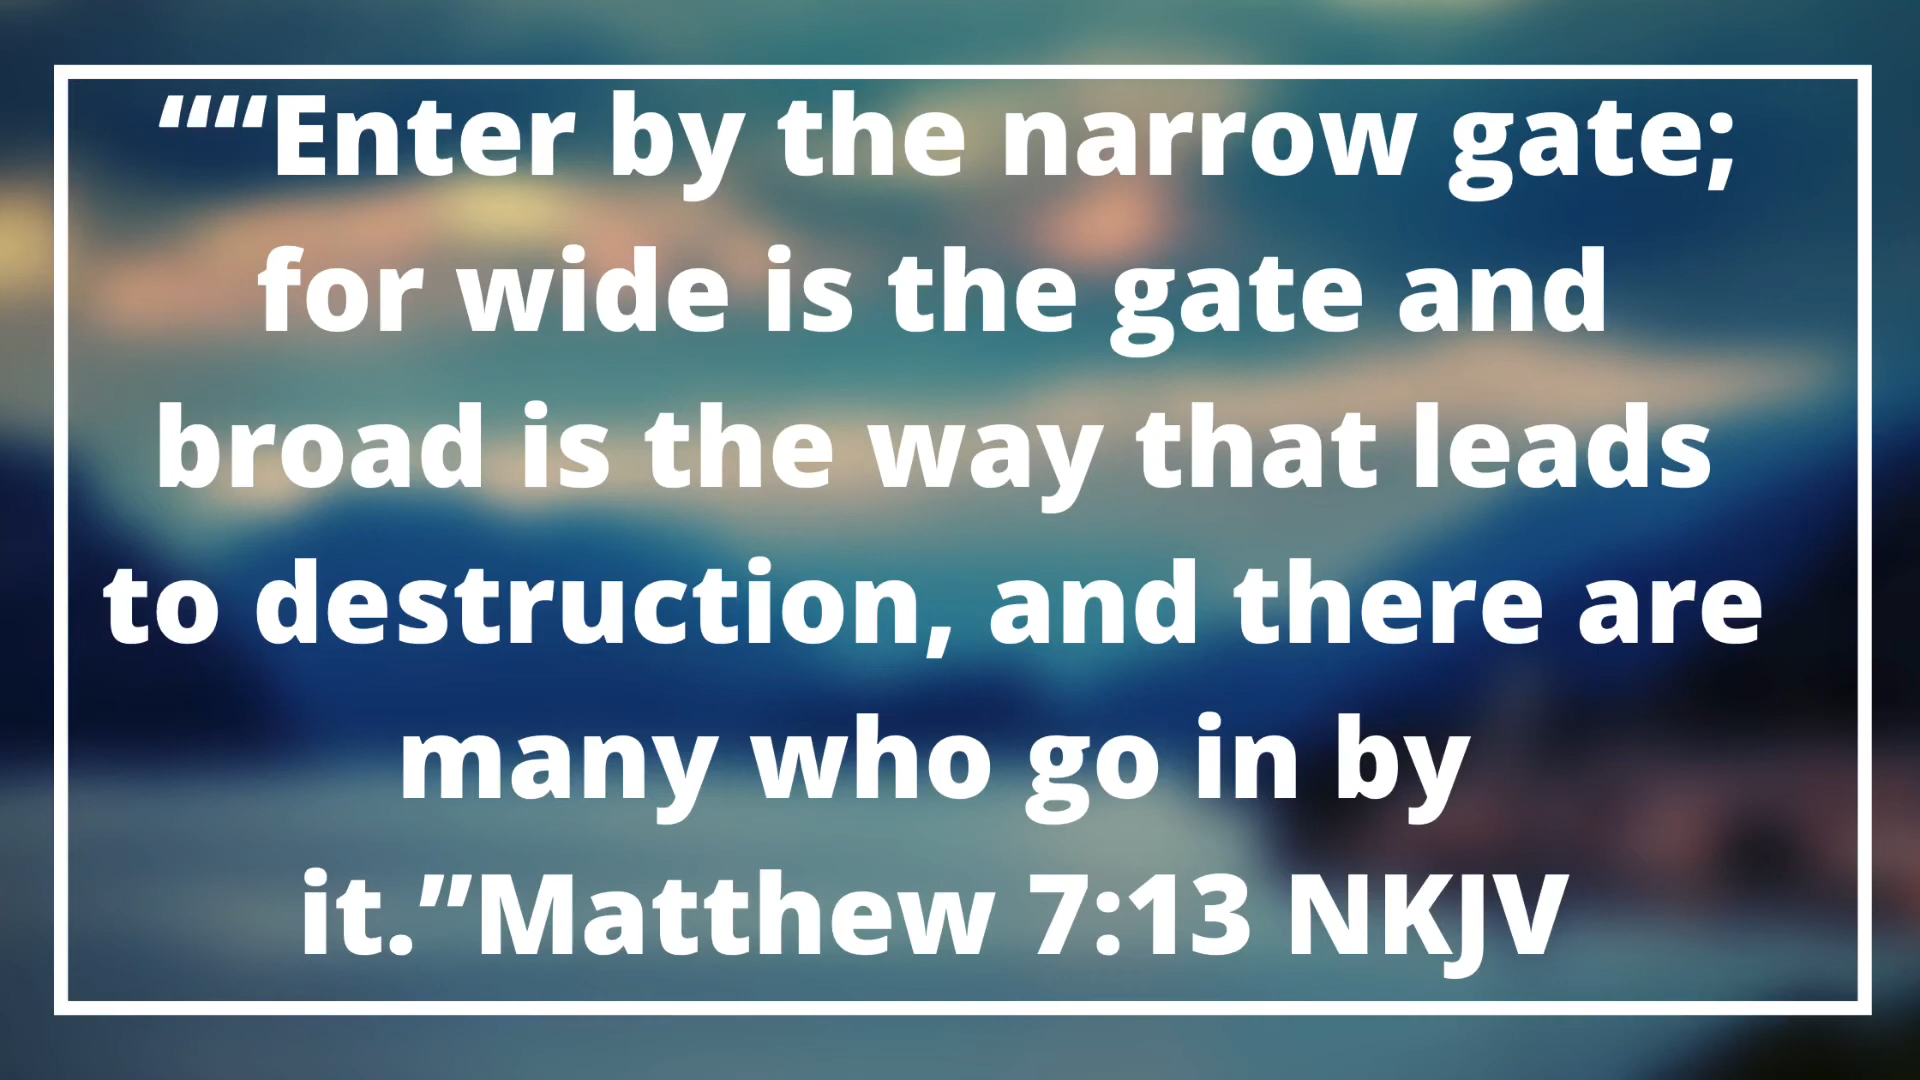 ““Enter by the narrow gate;
for wide is the gate and
broad is the way that leads
to destruction, and there are
many who go in by
it.”Matthew 7:13 NKJV